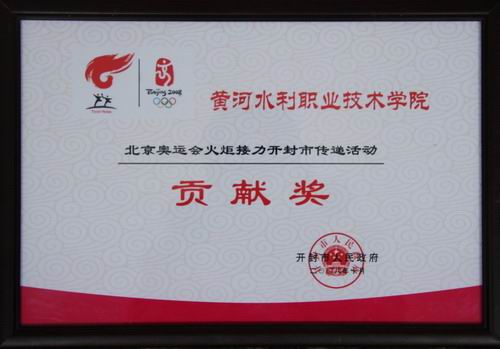 Beijing 2008
黄河水利职业技术学院
北京奥运会火炬接力开封市传递活动
贡献奖
开封市人民政府